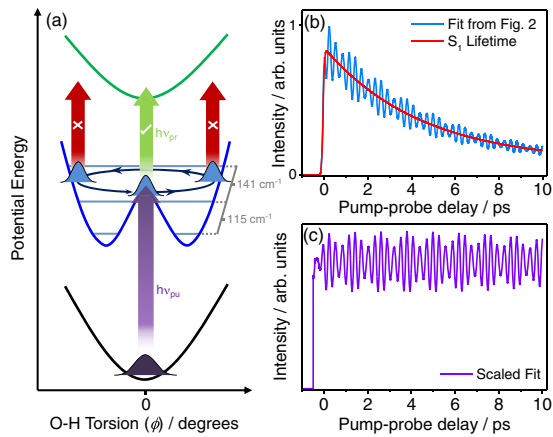 (a)
Potential Energy
x
✓
hνpr
x
141 cm⁻¹
115 cm⁻¹
hνpu
0
O-H Torsion (ϕ) / degrees
(b)
Fit from Fig. 2
S₁ Lifetime
Intensity / arb. units
1
0
0 2 4 6 8 10
Pump-probe delay / ps
(c)
Intensity / arb. units
Scaled Fit
0 2 4 6 8 10
Pump-probe delay / ps